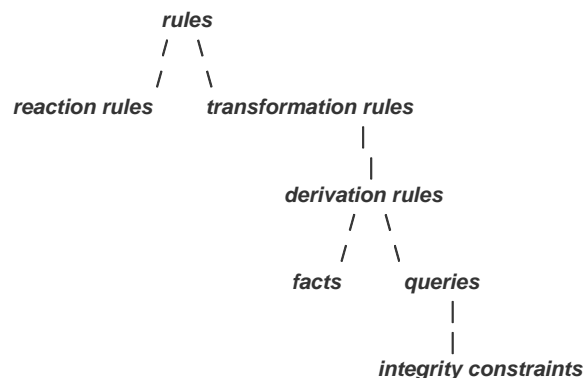 rules
reaction rules transformation rules
derivation rules
facts queries
integrity constraints